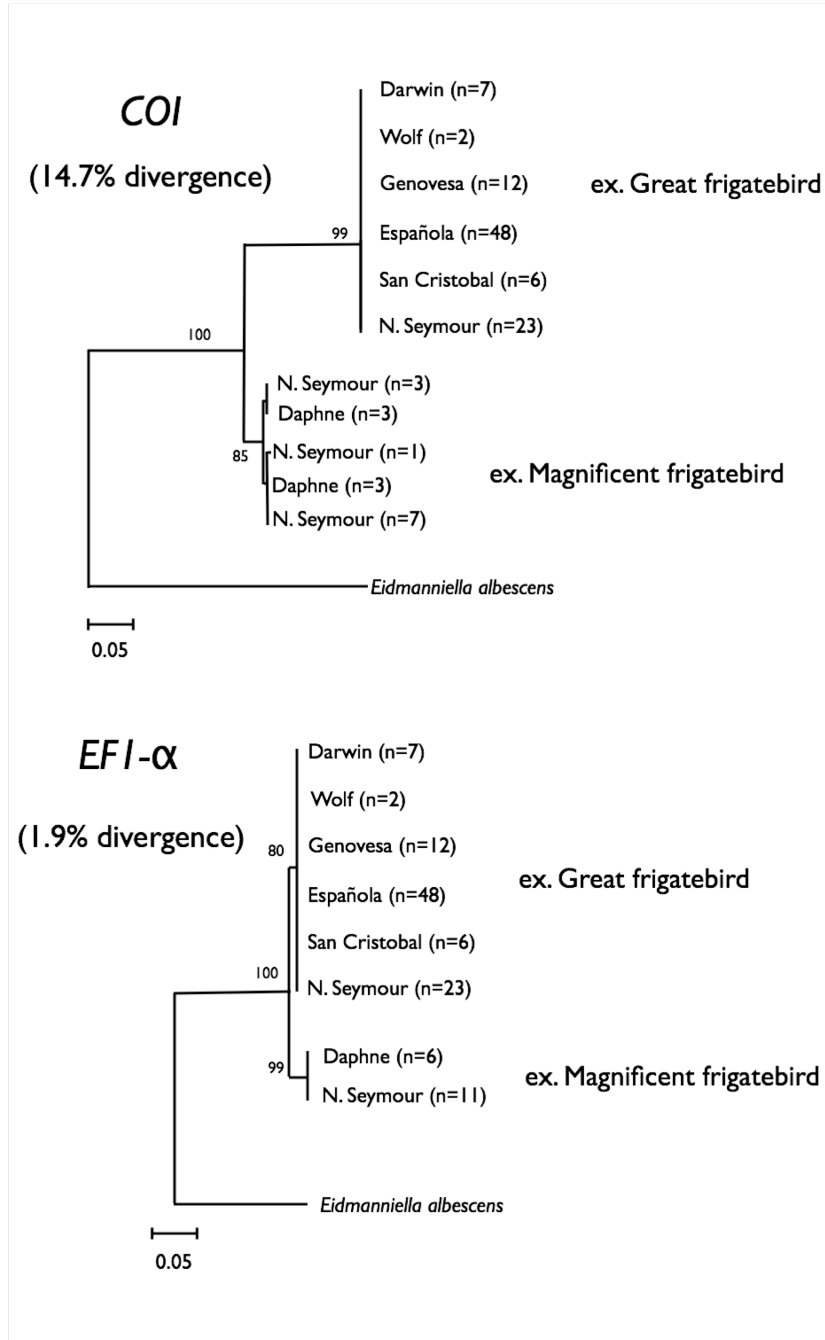 COI
(14.7% divergence)
Darwin (n=7)
Wolf (n=2)
Genovesa (n=12)
ex. Great frigatebird
Española (n=48)
San Cristobal (n=6)
N. Seymour (n=23)
99
100
N. Seymour (n=3)
Daphne (n=3)
85
N. Seymour (n=1)
ex. Magnificent frigatebird
Daphne (n=3)
N. Seymour (n=7)
Eidmanniella albescens
0.05
EF1-α
(1.9% divergence)
Darwin (n=7)
Wolf (n=2)
80
Genovesa (n=12)
ex. Great frigatebird
Española (n=48)
San Cristobal (n=6)
100
N. Seymour (n=23)
99
Daphne (n=6)
ex. Magnificent frigatebird
N. Seymour (n=11)
Eidmanniella albescens
0.05